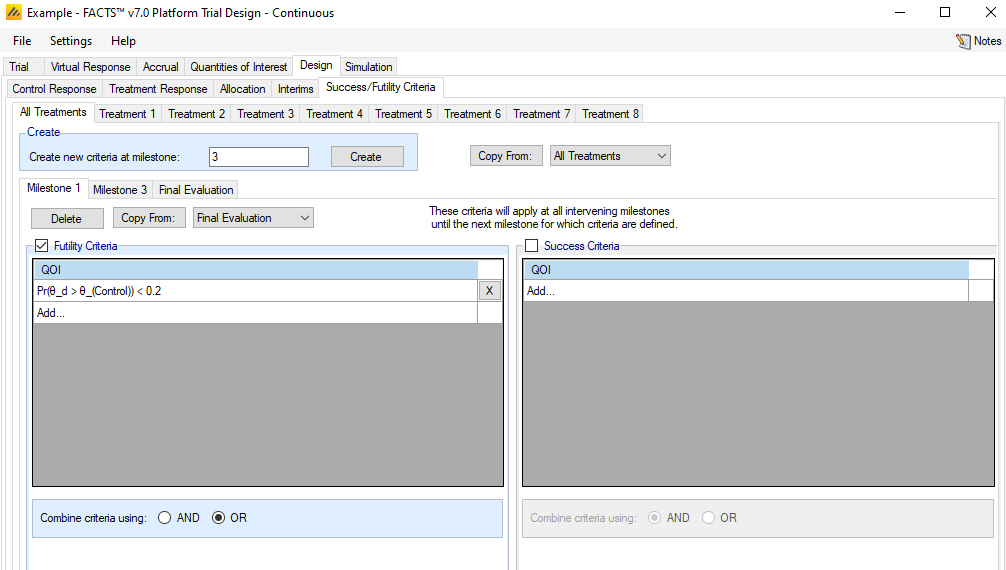 Example - FACTS™ v7.0 Platform Trial Design - Continuous
File Settings Help Notes
Trial Virtual Response Accrual Quantities of Interest Design Simulation
Control Response Treatment Response Allocation Interims Success/Futility Criteria
All Treatments Treatment 1 Treatment 2 Treatment 3 Treatment 4 Treatment 5 Treatment 6 Treatment 7 Treatment 8
Create
Create new criteria at milestone: 3 Create Copy From: All Treatments
Milestone 1 Milestone 3 Final Evaluation
Delete Copy From: Final Evaluation
These criteria will apply at all intervening milestones
until the next milestone for which criteria are defined.
Futility Criteria
QOI
Pr(θ_d > θ_(Control)) < 0.2 X
Add...
Combine criteria using: AND OR
Success Criteria
QOI
Add...
Combine criteria using: AND OR